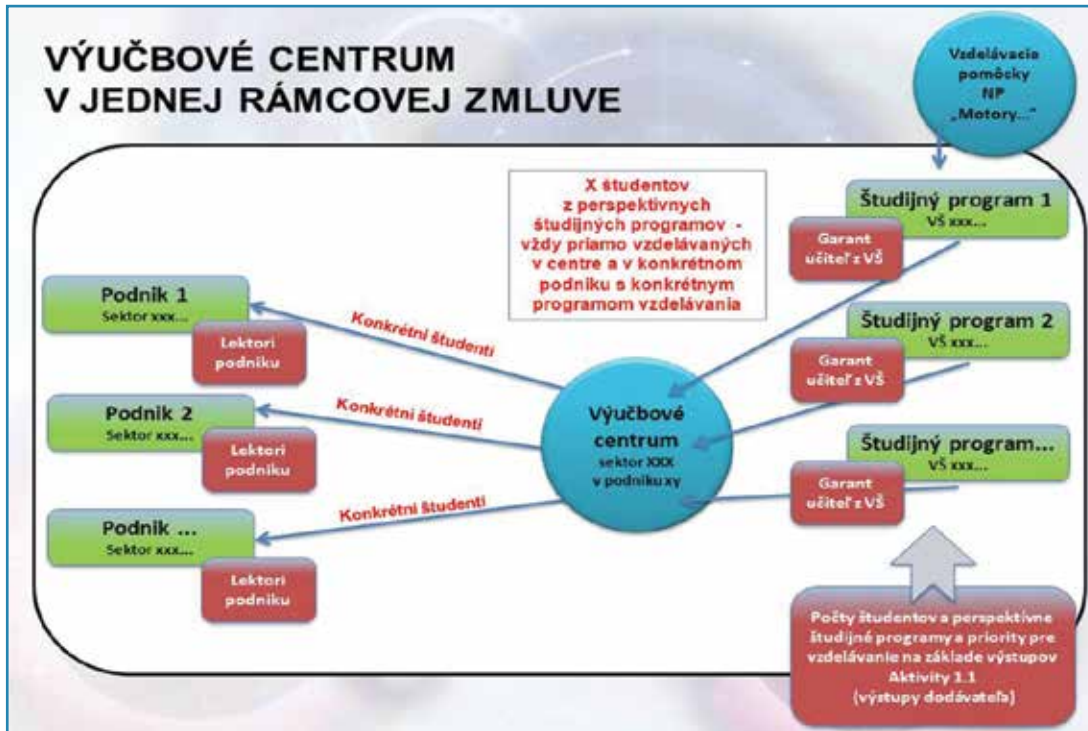 VÝUČBOVÉ CENTRUM
V JEDNEJ RÁMCOVEJ ZMLUVE
Vzdelávacie
pomôcky
NP
„Motory...“
X študentov
z perspektívnych
študijných programov -
vždy priamo vzdelávaných
v centre a v konkrétnom
podniku s konkrétnym
programom vzdelávania
Študijný program 1
VŠ xxx...
Garant
učiteľ z VŠ
Podnik 1
Sektor xxx...
Lektori
podniku
Konkrétni študenti
Študijný program 2
VŠ xxx...
Garant
učiteľ z VŠ
Podnik 2
Sektor xxx...
Lektori
podniku
Konkrétni študenti
Výučbové
centrum
sektor XXX
v podniku xy
Študijný program...
VŠ xxx...
Garant
učiteľ z VŠ
Podnik ...
Sektor xxx...
Lektori
podniku
Konkrétni študenti
Počty študentov a perspektívne
študijné programy a priority pre
vzdelávanie na základe výstupov
Aktivity 1.1
(výstupy dodávateľa)